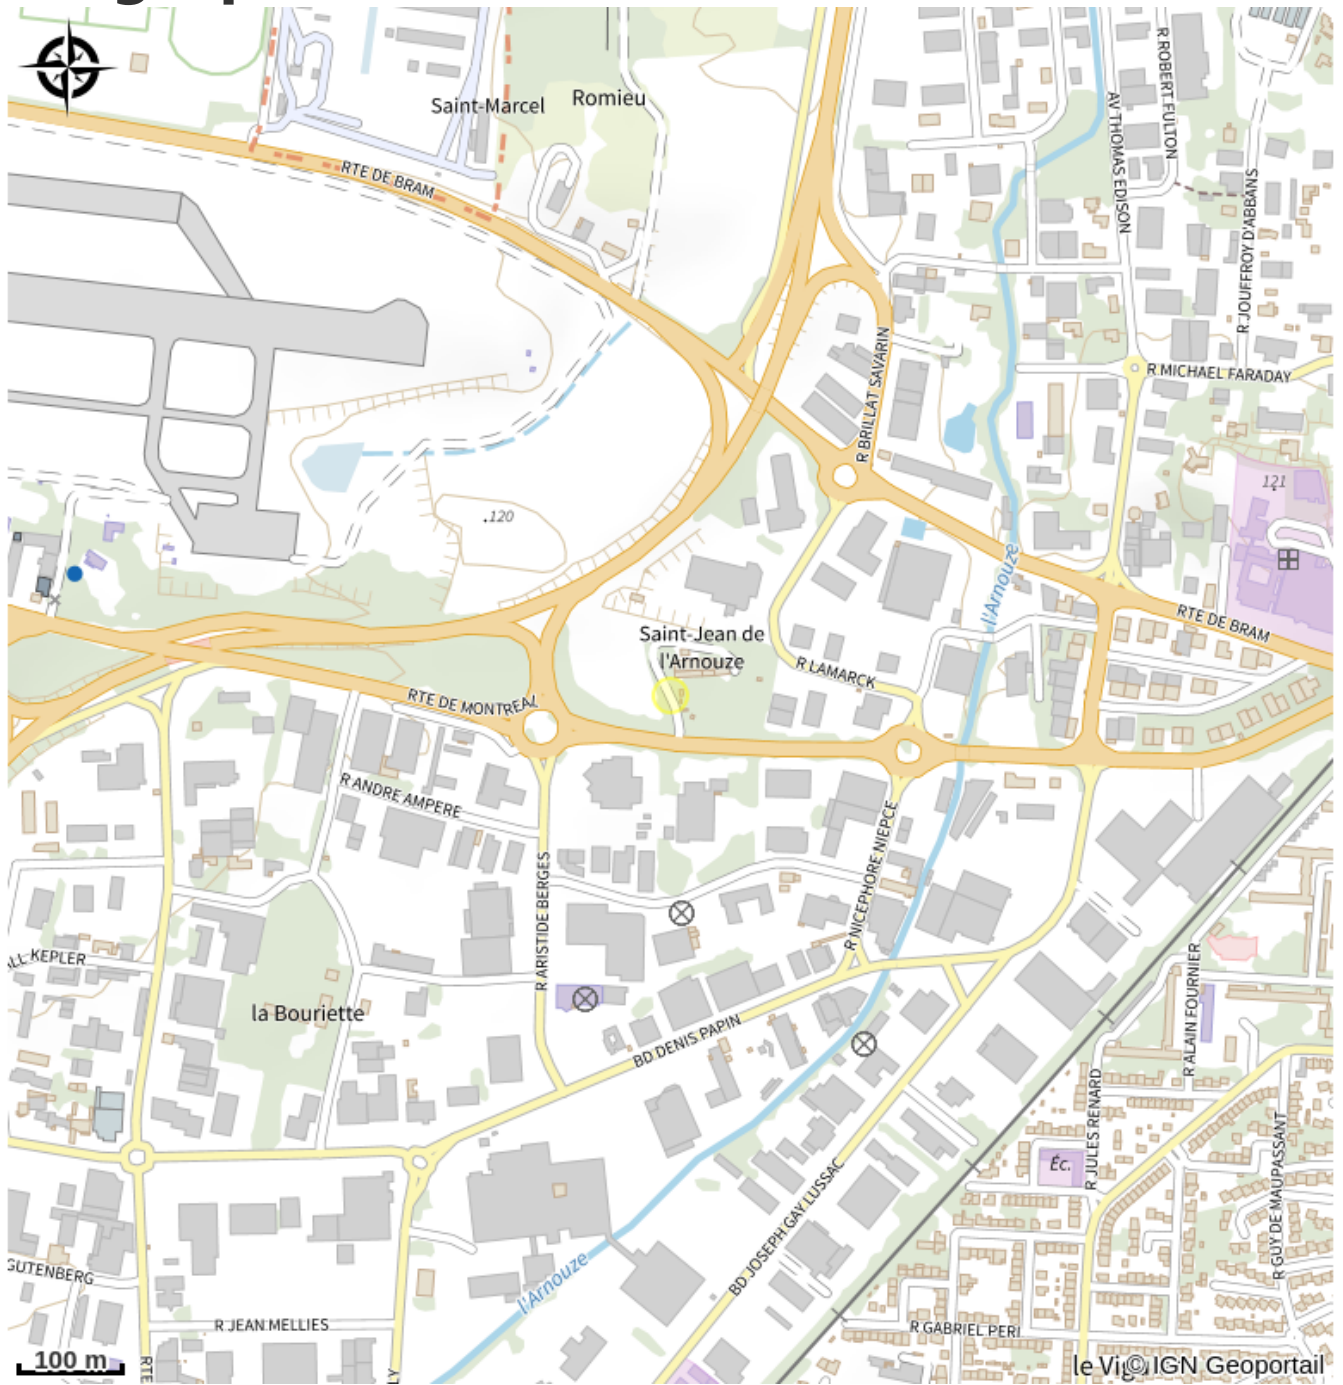 Saint-Marcel
Romieu
RTE DE BRAM
R ROBERT FULTON
AV THOMAS EDISON
R JOUFFROY D'ABBANS
R MICHAEL FARADAY
R BRILLAT SAVARIN
121
.120
l'Arnouze
RTE DE BRAM
Saint-Jean de
l'Arnouze
R LAMARCK
RTE DE MONTREAL
R ANDRE AMPERE
R NICEPHORE NIEPCE
R ARISTIDE BERGES
KEPLER
R ALAIN FOURNIER
la Bouriette
BD DENIS PAPIN
R JULES RENARD
Éc.
R GUY DE MAUPASSANT
BD JOSEPH GAY LUSSAC
GUTENBERG
l'Arnouze
R JEAN MELLIES
R GABRIEL PERI
100 m
RTE
LY
© IGN Geoportail